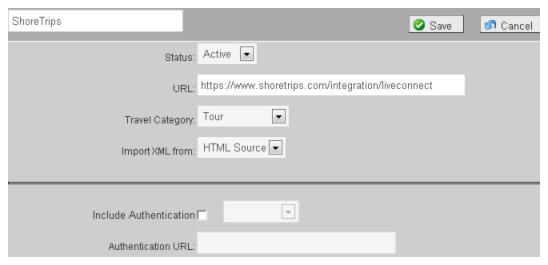 ShoreTrips
Save Cancel
Status: Active
URL: https://www.shoretrips.com/integration/liveconnect
Travel Category: Tour
Import XML from: HTML Source
Include Authentication
Authentication URL: